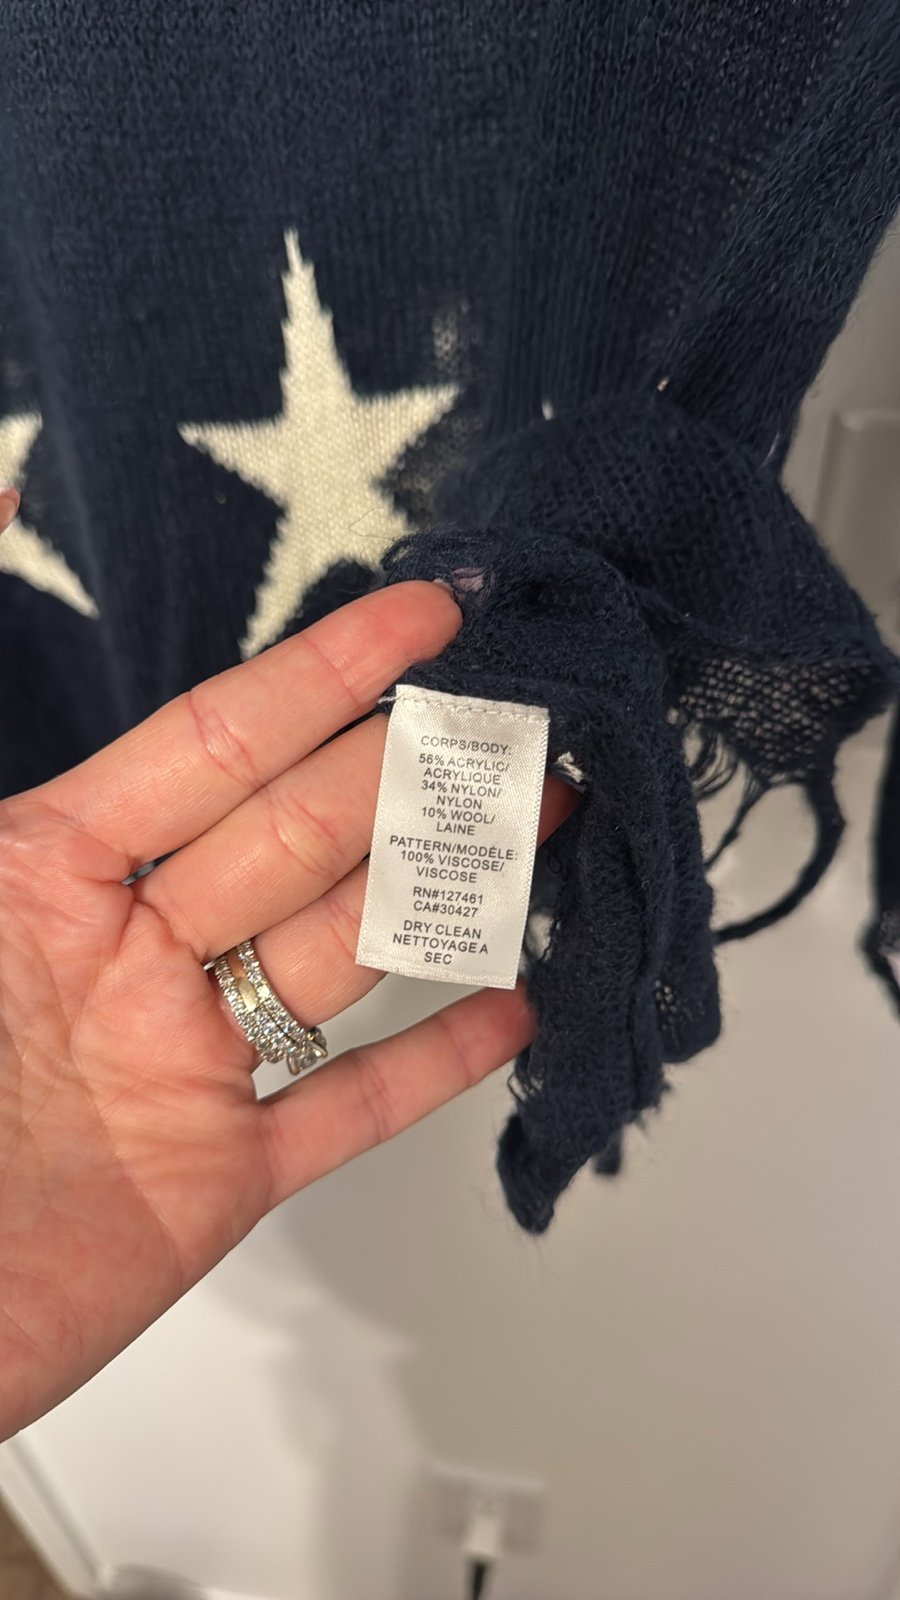 CORPS/BODY:
56% ACRYLIC/
ACRYLIQUE
34% NYLON/
NYLON
10% WOOL/
LAINE
PATTERN/MODÈLE:
100% VISCOSE/
VISCOSE
RN#127461
CA#30427
DRY CLEAN
NETTOYAGE A
SEC